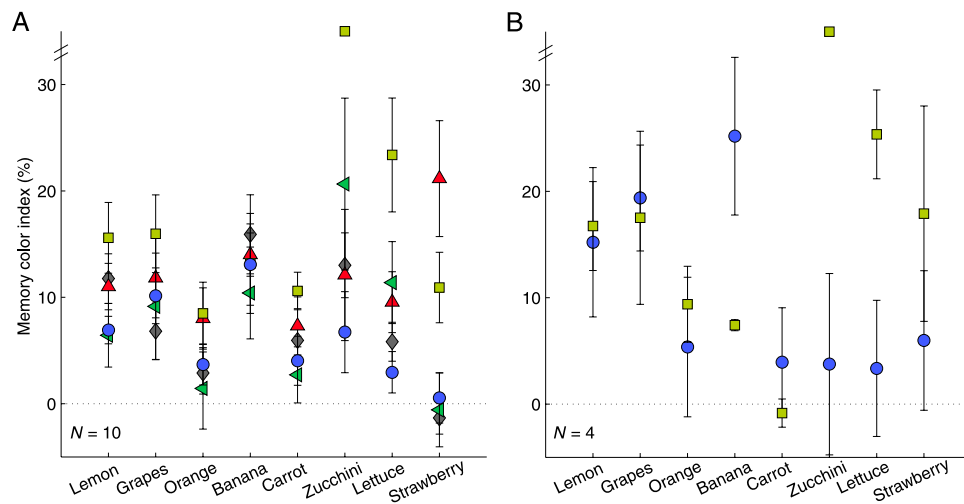 A
B
Memory color index (%)
30
20
10
0
N = 10
Lemon
Grapes
Orange
Banana
Carrot
Zucchini
Lettuce
Strawberry
30
20
10
0
N = 4
Lemon
Grape
Orange
Banana
Carrot
Zucchini
Lettuce
Strawberry